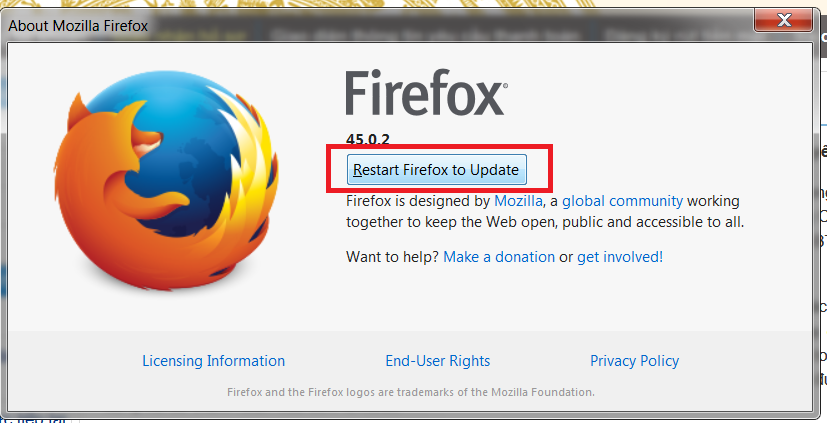 About Mozilla Firefox
Firefox®
45.0.2
Restart Firefox to Update
Firefox is designed by Mozilla, a global community working
together to keep the Web open, public and accessible to all.
Want to help? Make a donation or get involved!
Licensing Information End-User Rights Privacy Policy
Firefox and the Firefox logos are trademarks of the Mozilla Foundation.